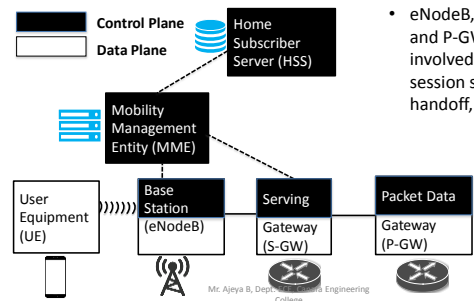 Control Plane
Data Plane
Home
Subscriber
Server (HSS)
• eNodeB,
and P-GW
involved
session s
handoff,
Mobility
Management
Entity (MME)
User
Equipment
(UE)
Base
Station
(eNodeB)
Serving
Gateway
(S-GW)
Packet Data
Gateway
(P-GW)
Mr. Ajeya B, Dept. Engineering
College